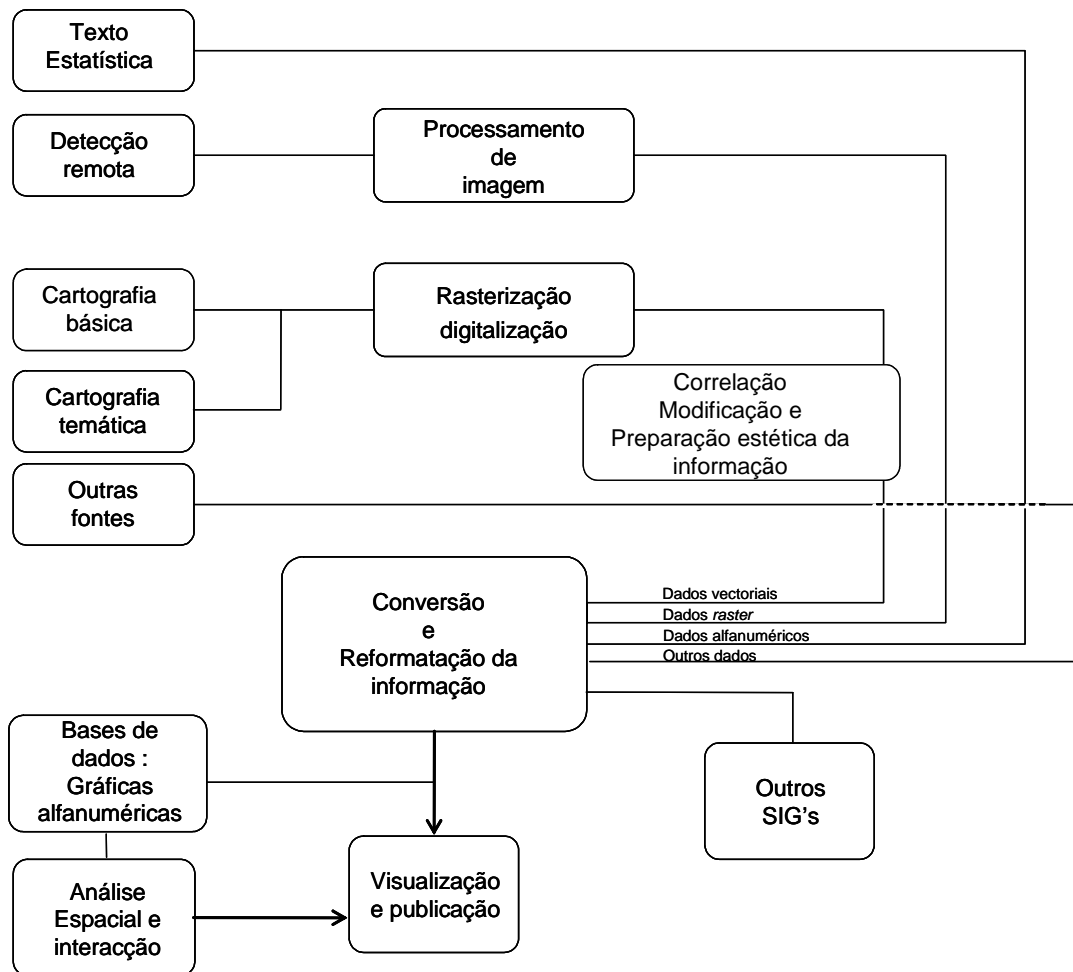 Texto
Estatística
Detecção
remota
Processamento
de
imagem
Cartografia
básica
Rasterização
digitalização
Cartografia
temática
Correlação
Modificação e
Preparação estética da
informação
Outras
fontes
Conversão
e
Reformatação da
informação
Dados vectoriais
Dados raster
Dados alfanuméricos
Outros dados
Bases de
dados :
Gráficas
alfanuméricas
Outros
SIG's
Análise
Espacial e
interacção
Visualização
e publicação